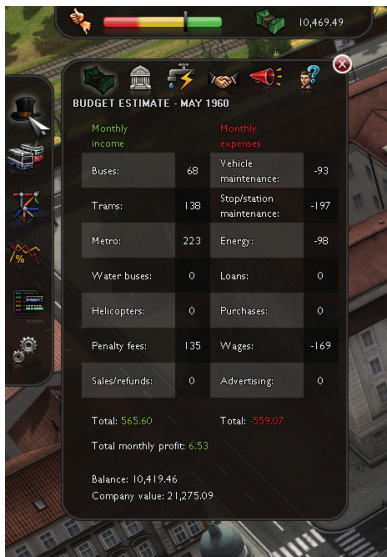 10,469.49
BUDGET ESTIMATE - MAY 1960
Monthly
income
Monthly
expenses
Buses: 68
Vehicle
maintenance: -93
Trams: 138
Stop/station
maintenance: -197
Metro: 223
Energy: -98
Water buses: 0
Loans: 0
Helicopters: 0
Purchases: 0
Penalty fees: 135
Wages: -169
Sales/refunds: 0
Advertising: 0
Total: 565.60
Total: -559.07
Total monthly profit: 6.53
Balance: 10,419.46
Company value: 21,275.09
%